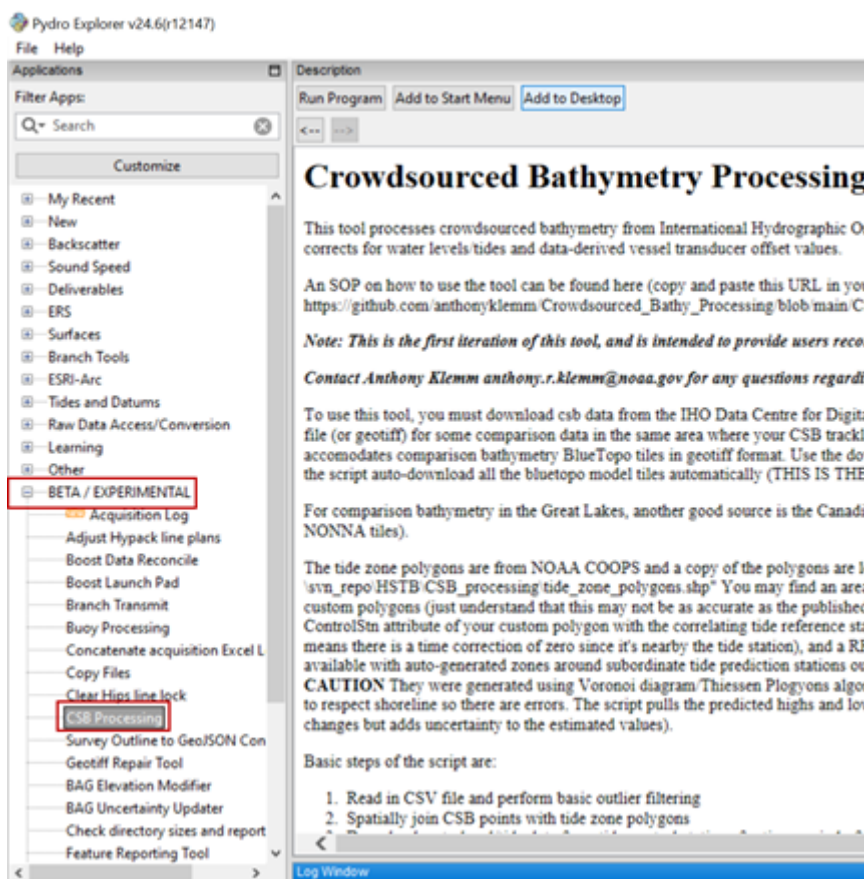 Pydro Explorer v24.6(r12147)
File Help
Applications
Filter Apps:
Search
Customize
My Recent
New
Backscatter
Sound Speed
Deliverables
ERS
Surfaces
Branch Tools
ESRI-Arc
Tides and Datums
Raw Data Access/Conversion
Learning
Other
BETA / EXPERIMENTAL
Acquisition Log
Adjust Hypack line plans
Boost Data Reconcile
Boost Launch Pad
Branch Transmit
Buoy Processing
Concatenate acquisition Excel L
Copy Files
Clear Hips line lock
CSB Processing
Survey Outline to GeoJSON Con
Geotiff Repair Tool
BAG Elevation Modifier
BAG Uncertainty Updater
Check directory sizes and report
Feature Reporting Tool
Description
Run Program Add to Start Menu Add to Desktop
<-- -->
Crowdsourced Bathymetry Processing
This tool processes crowdsourced bathymetry from International Hydrographic O
corrects for water levels/tides and data-derived vessel transducer offset values.
An SOP on how to use the tool can be found here (copy and paste this URL in you
https://github.com/anthonyklemm/Crowdsourced_Bathy_Processing/blob/main/C
Note: This is the first iteration of this tool, and is intended to provide users reco
Contact Anthony Klemm anthony.r.klemm@noaa.gov for any questions regardi
To use this tool, you must download csb data from the IHO Data Centre for Digit
file (or geotiff) for some comparison data in the same area where your CSB trackl
accomodates comparison bathymetry BlueTopo tiles in geotiff format. Use the do
the script auto-download all the bluetopo model tiles automatically (THIS IS THE
For comparison bathymetry in the Great Lakes, another good source is the Canadi
NONNA tiles).
The tide zone polygons are from NOAA COOPS and a copy of the polygons are l
\svn_repo\HSTB\CSB_processing\tide_zone_polygons.shp" You may find an area
custom polygons (just understand that this may not be as accurate as the published
ControlStn attribute of your custom polygon with the correlating tide reference sta
means there is a time correction of zero since it's nearby the tide station), and a RE
available with auto-generated zones around subordinate tide prediction stations ou
CAUTION They were generated using Voronoi diagram/Thiessen Plogyons algo
to respect shoreline so there are errors. The script pulls the predicted highs and lov
changes but adds uncertainty to the estimated values).
Basic steps of the script are:
1. Read in CSV file and perform basic outlier filtering
2. Spatially join CSB points with tide zone polygons
Log Window